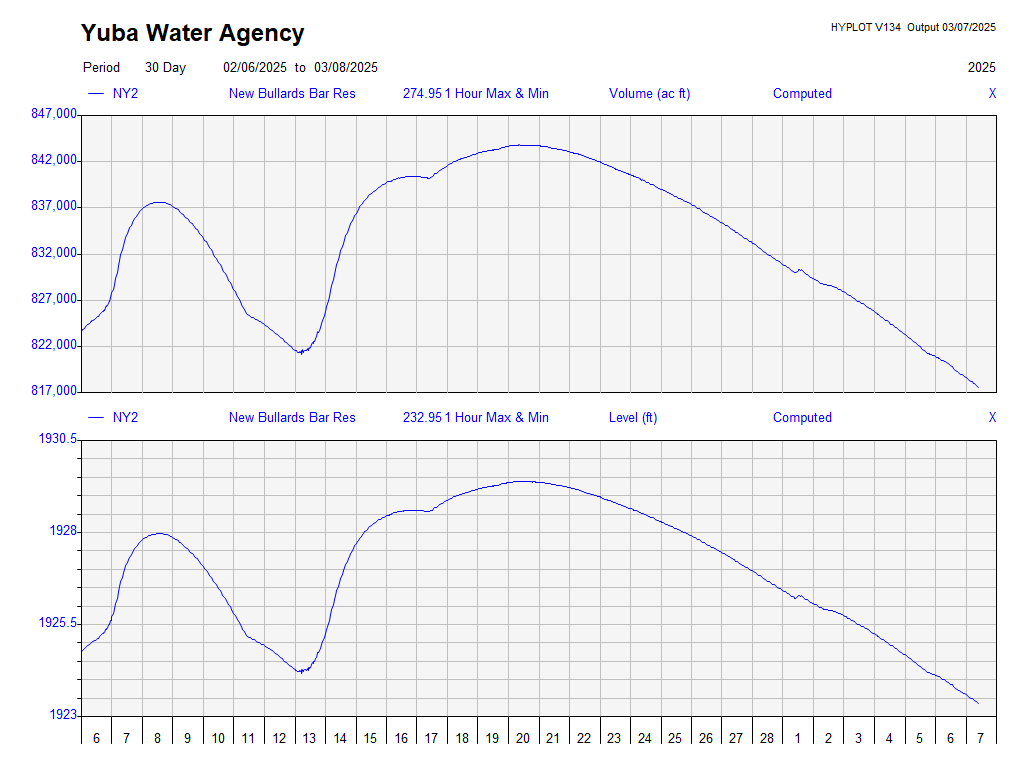 Yuba Water Agency
HYPLOT V134 Output 03/07/2025
Period 30 Day 02/06/2025 to 03/08/2025 2025
NY2 New Bullards Bar Res 274.95 1 Hour Max & Min Volume (ac ft) Computed X
847,000
842,000
837,000
832,000
827,000
822,000
817,000
NY2 New Bullards Bar Res 232.95 1 Hour Max & Min Level (ft) Computed X
1930.5
1928
1925.5
1923
6 7 8 9 10 11 12 13 14 15 16 17 18 19 20 21 22 23 24 25 26 27 28 1 2 3 4 5 6 7